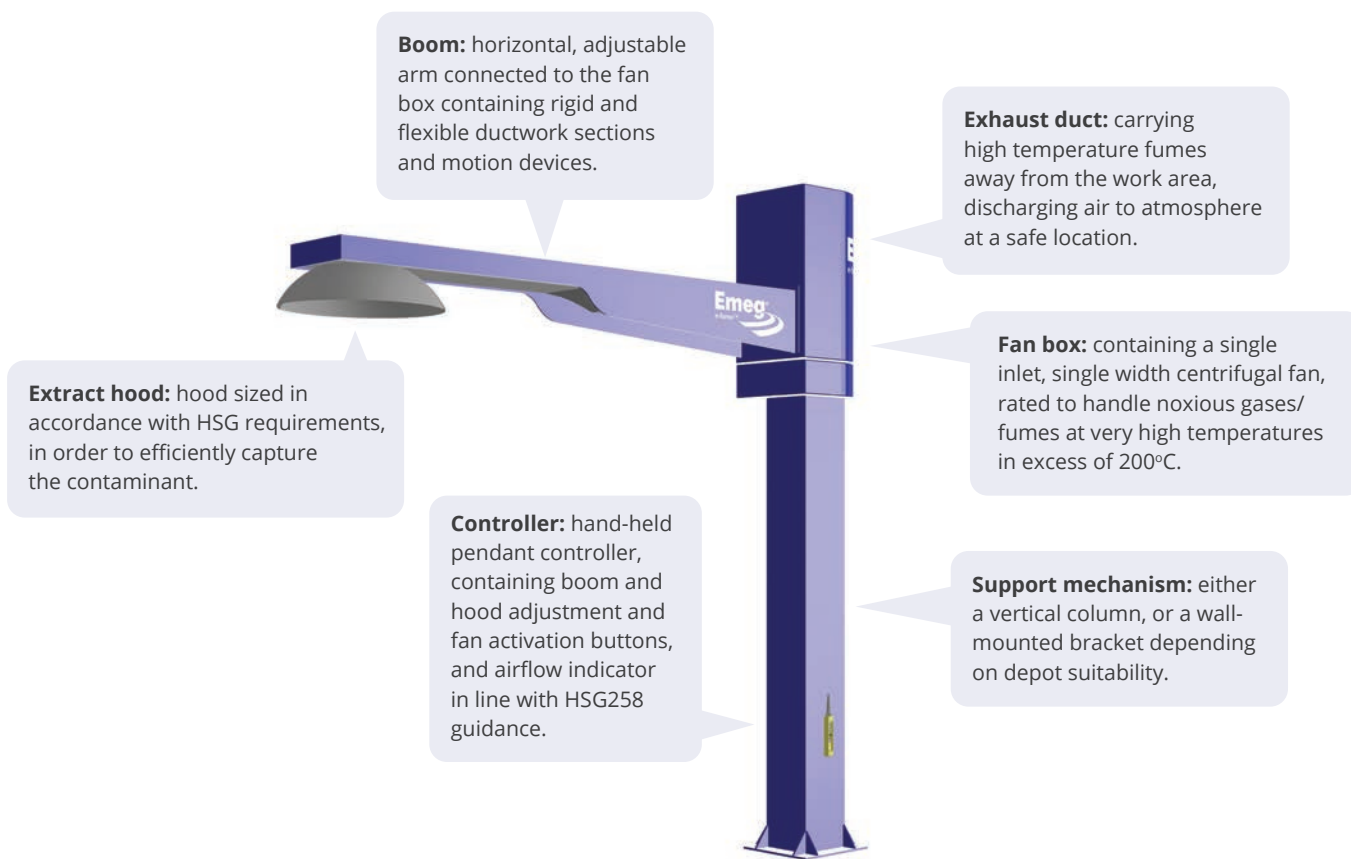 Boom: horizontal, adjustable
arm connected to the fan
box containing rigid and
flexible ductwork sections
and motion devices.
Exhaust duct: carrying
high temperature fumes
away from the work area,
discharging air to atmosphere
at a safe location.
Emeg
Extract hood: hood sized in
accordance with HSG requirements,
in order to efficiently capture
the contaminant.
Fan box: containing a single
inlet, single width centrifugal fan,
rated to handle noxious gases/
fumes at very high temperatures
in excess of 200ºC.
Controller: hand-held
pendant controller,
containing boom and
hood adjustment and
fan activation buttons,
and airflow indicator
in line with HSG258
guidance.
Support mechanism: either
a vertical column, or a wall-
mounted bracket depending
on depot suitability.